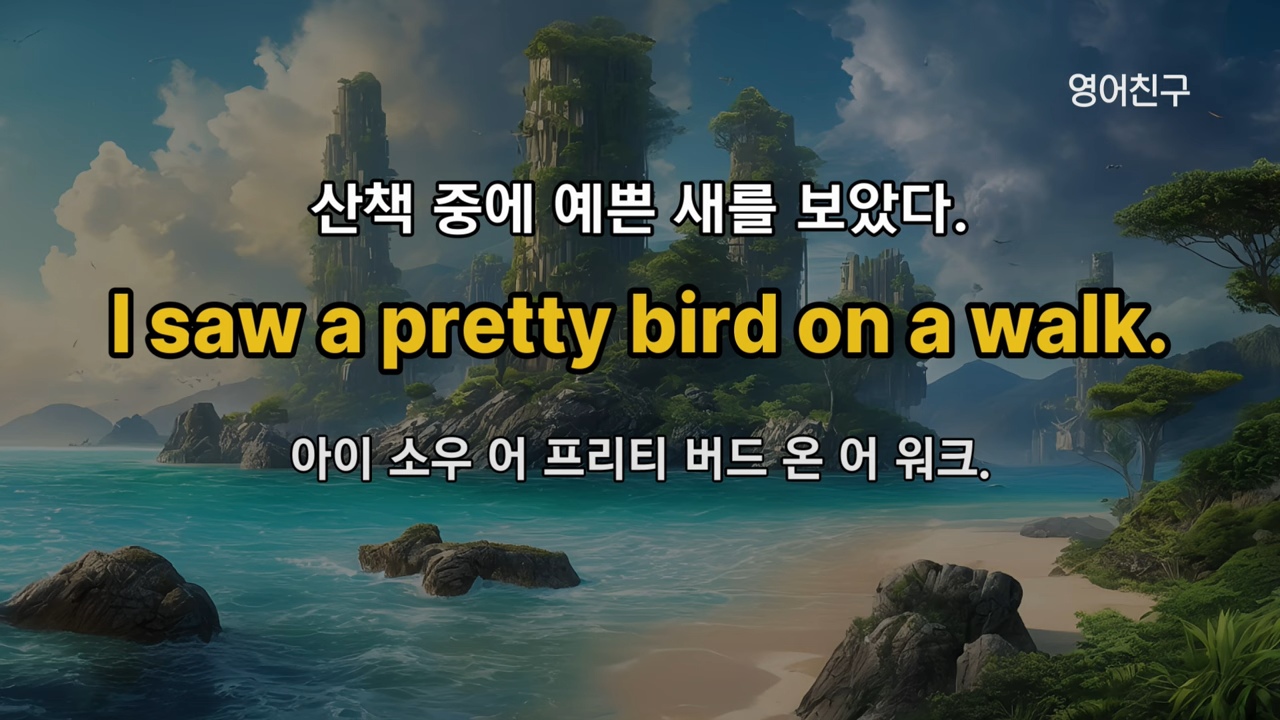 영어친구
산책 중에 예쁜 새를 보았다.
I saw a pretty bird on a walk.
아이 소우 어 프리티 버드 온 어 워크.